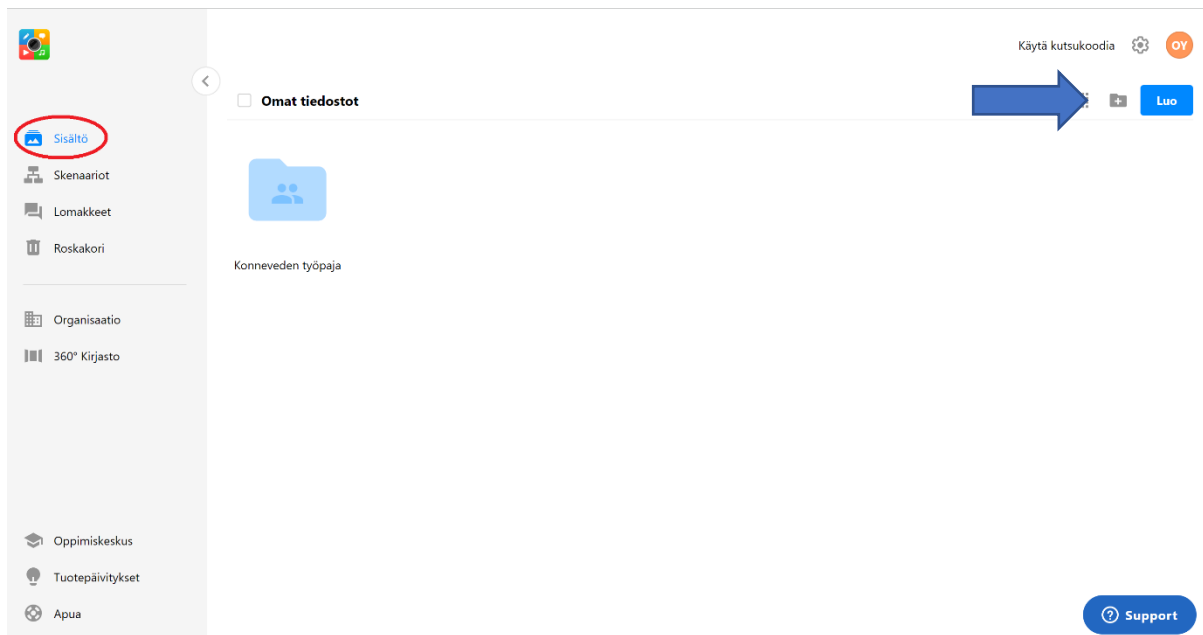 Käytä kutsukoodia
OY
Omat tiedostot
Luo
Sisältö
Skenaariot
Lomakkeet
Roskakori
Konneveden työpaja
Organisaatio
360° Kirjasto
Oppimiskeskus
Tuotepäivitykset
Apua
Support